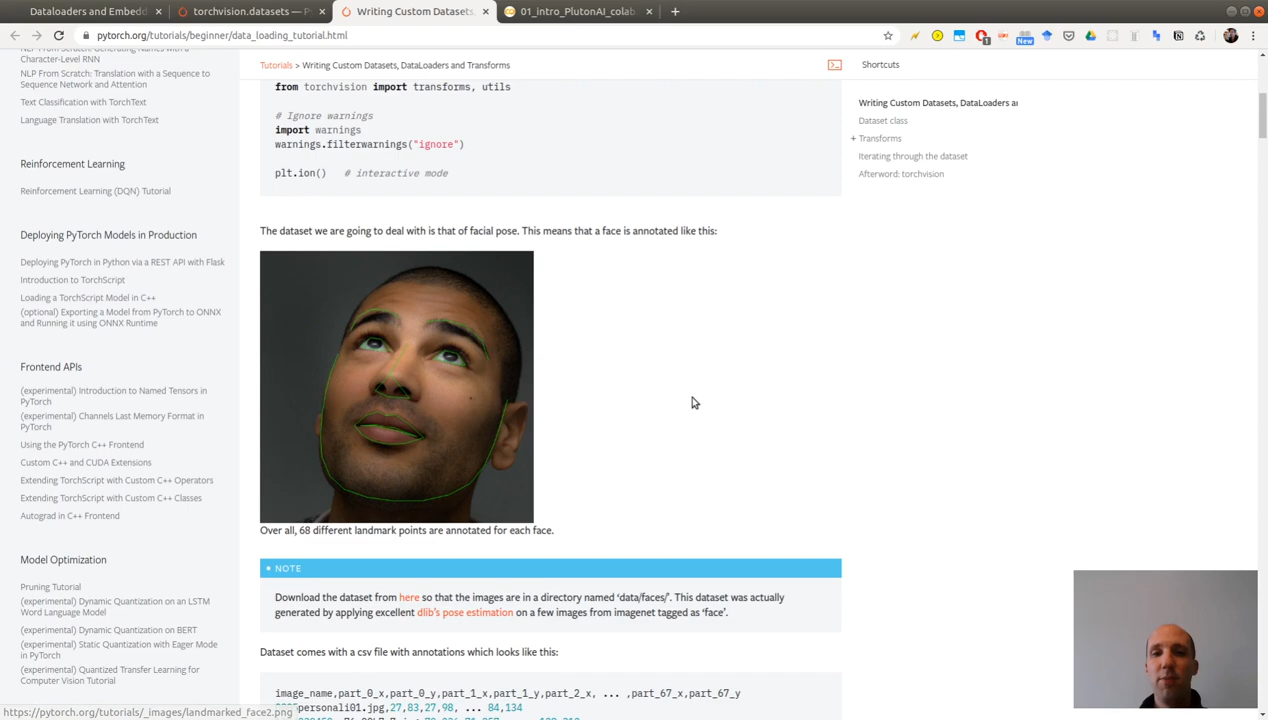 Dataloaders and Embedd
torchvision.datasets — P
Writing Custom Datasets,
01_intro_PlutonAI_colab
pytorch.org/tutorials/beginner/data_loading_tutorial.html
1
New
NLP From Scratch: Generating Names with a
Character-Level RNN
NLP From Scratch: Translation with a Sequence to
Sequence Network and Attention
Text Classification with TorchText
Language Translation with TorchText
Reinforcement Learning
Reinforcement Learning (DQN) Tutorial
Deploying PyTorch Models in Production
Deploying PyTorch in Python via a REST API with Flask
Introduction to TorchScript
Loading a TorchScript Model in C++
(optional) Exporting a Model from PyTorch to ONNX
and Running it using ONNX Runtime
Frontend APIs
(experimental) Introduction to Named Tensors in
PyTorch
(experimental) Channels Last Memory Format in
PyTorch
Using the PyTorch C++ Frontend
Custom C++ and CUDA Extensions
Extending TorchScript with Custom C++ Operators
Extending TorchScript with Custom C++ Classes
Autograd in C++ Frontend
Model Optimization
Pruning Tutorial
(experimental) Dynamic Quantization on an LSTM
Word Language Model
(experimental) Dynamic Quantization on BERT
(experimental) Static Quantization with Eager Mode
in PyTorch
(experimental) Quantized Transfer Learning for
Computer Vision Tutorial
https://pytorch.org/tutorials/_images/landmarked_face2.png
Tutorials > Writing Custom Datasets, DataLoaders and Transforms
from torchvision import transforms, utils
# Ignore warnings
import warnings
warnings.filterwarnings("ignore")
plt.ion() # interactive mode
The dataset we are going to deal with is that of facial pose. This means that a face is annotated like this:
Over all, 68 different landmark points are annotated for each face.
NOTE
Download the dataset from here so that the images are in a directory named ‘data/faces/’. This dataset was actually
generated by applying excellent dlib’s pose estimation on a few images from imagenet tagged as ‘face’.
Dataset comes with a csv file with annotations which looks like this:
image_name,part_0_x,part_0_y,part_1_x,part_1_y,part_2_x, ... ,part_67_x,part_67_y
0805personali01.jpg,27,83,27,98, ... 84,134
Shortcuts
Writing Custom Datasets, DataLoaders an
Dataset class
+ Transforms
Iterating through the dataset
Afterword: torchvision